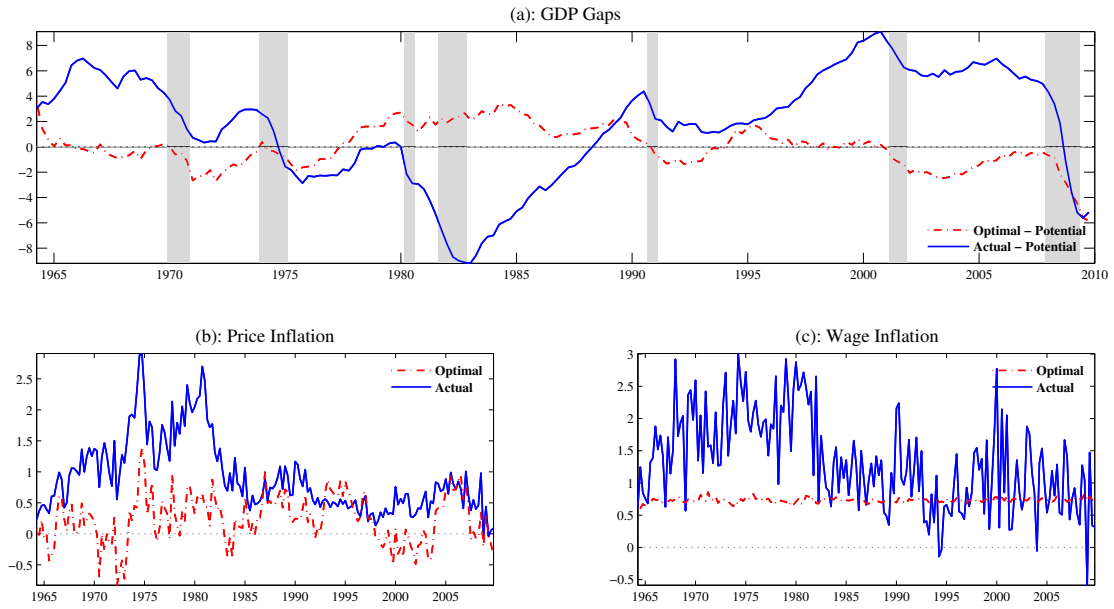 (a): GDP Gaps
8
6
4
2
0
−2
−4
−6
−8
Optimal − Potential
Actual − Potential
1965 1970 1975 1980 1985 1990 1995 2000 2005 2010
(b): Price Inflation
2.5
2
1.5
1
0.5
0
−0.5
Optimal
Actual
1965 1970 1975 1980 1985 1990 1995 2000 2005
(c): Wage Inflation
3
2.5
2
1.5
1
0.5
0
−0.5
Optimal
Actual
1965 1970 1975 1980 1985 1990 1995 2000 2005